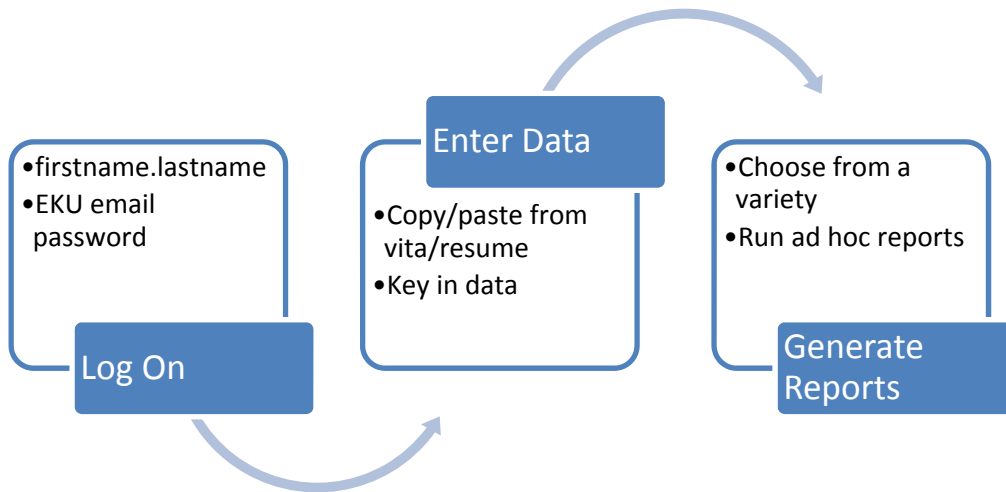 •firstname.lastname
•EKU email
password
Log On
Enter Data
•Copy/paste from
vita/resume
•Key in data
•Choose from a
variety
•Run ad hoc reports
Generate
Reports